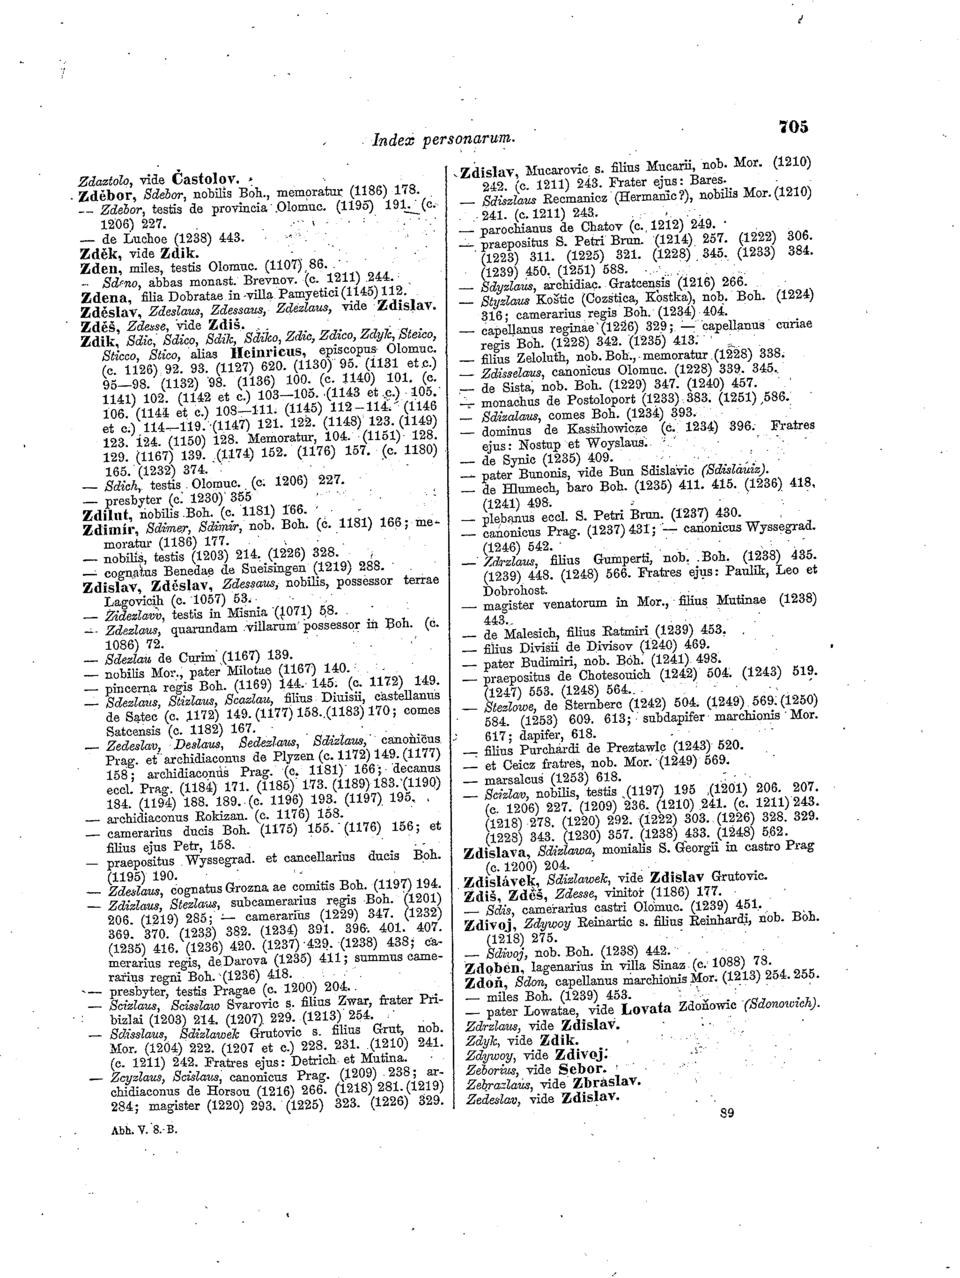 Index personarum.
705
Zdaztolo, vide Častolov.
Zděbor, Sdebor, nobilis Boh., memoratur (1186) 178.
— Zdebor, testis de provincia Olomuc. (1195) 191. (c.
1206) 227.
— de Luchoe (1238) 443.
Zděk, vide Zdik.
Zden, miles, testis Olomuc. (1107) 86.
— Sdeno, abbas monast. Brevnov. (c. 1211) 244.
Zdena, filia Dobratae in villa Pamyetici (1145) 112.
Zděslav, Zdeslaus, Zdessaus, Zdezlaus, vide Zdislav.
Zděš, Zdesse, vide Zdiš.
Zdik, Sdic, Sdico, Sdik, Sdiko, Zdic, Zdico, Zdyk, Steico,
Sticco, Stico, alias Heinricus, episcopus Olomuc.
(c. 1126) 92. 93. (1127) 620. (1130) 95. (1131 et c.)
95—98. (1132) 98. (1136) 100. (c. 1140) 101. (c.
1141) 102. (1142 et c.) 103—105. (1143 et c.) 105.
106. (1144 et c.) 108—111. (1145) 112—114. (1146
et c.) 114—119. (1147) 121. 122. (1148) 123. (1149)
123. 124. (1150) 128. Memoratur, 104. (1151) 128.
129. (1167) 139. (1174) 152. (1176) 157. (c. 1180)
165. (1232) 374.
— Sdich, testis Olomuc. (c. 1206) 227.
— presbyter (c. 1230) 355
Zdilut, nobilis Boh. (c. 1181) 166.
Zdimír, Sdimer, Sdimir, nob. Boh. (c. 1181) 166; me-
moratur (1186) 177.
— nobilis, testis (1203) 214. (1226) 328.
— cognatus Benedae de Sueisingen (1219) 288.
Zdislav, Zděslav, Zdessaus, nobilis, possessor terrae
Lagovicih (c. 1057) 53.
— Zidezlavv, testis in Misnia (1071) 58.
— Zdezlaus, quarundam villarum possessor in Boh. (c.
1086) 72.
— Sdezlau de Curim (1167) 139.
— nobilis Mor., pater Milotae (1167) 140.
— pincerna regis Boh. (1169) 144. 145. (c. 1172) 149.
— Sdezlaus, Stizlaus, Scazlau, filius Diuisii, castellanus
de Satec (c. 1172) 149. (1177) 158. (1183) 170; comes
Satcensis (c. 1182) 167.
— Zedeslav, Deslaus, Sedezlaus, Sdizlaus, canonicus
Prag. et archidiaconus de Plyzen (c. 1172) 149. (1177)
158; archidiaconus Prag. (c. 1181) 166; decanus
eccl. Prag. (1184) 171. (1185) 173. (1189) 183. (1190)
184. (1194) 188. 189. (c. 1196) 193. (1197) 195.
— archidiaconus Rokizan. (c. 1176) 158.
— camerarius ducis Boh. (1175) 155. (1176) 156; et
filius ejus Petr, 158.
— praepositus Wyssegrad. et cancellarius ducis Boh.
(1195) 190.
— Zdeslaus, cognatus Grozna ae comitis Boh. (1197) 194.
— Zdizlaus, Stezlaus, subcamerarius regis Boh. (1201)
206. (1219) 285; — camerarius (1229) 347. (1232)
369. 370. (1233) 382. (1234) 391. 396. 401. 407.
(1235) 416. (1236) 420. (1237) 429. (1238) 438; ca-
merarius regis, de Darova (1235) 411; summus came-
rarius regni Boh. (1236) 418.
— presbyter, testis Pragae (c. 1200) 204.
— Scizlaus, Scisslaw Svarovic s. filius Zwar, frater Pri-
bizlai (1203) 214. (1207) 229. (1213) 254.
— Sdisslaus, Sdizlawek Grutovic s. filius Grut, nob.
Mor. (1204) 222. (1207 et c.) 228. 231. (1210) 241.
(c. 1211) 242. Fratres ejus: Detrich et Mutina.
— Zcyzlaus, Scislaus, canonicus Prag. (1209) 238; ar-
chidiaconus de Horsou (1216) 266. (1218) 281. (1219)
284; magister (1220) 293. (1225) 323. (1226) 329.
Abh. V. 8. B.
Zdislav, Mucarovic s. filius Mucarii, nob. Mor. (1210)
242. (c. 1211) 243. Frater ejus: Bares.
— Sdiszlaus Recmanicz (Hermanic?), nobilis Mor. (1210)
241. (c. 1211) 243.
— parochianus de Chatov (c. 1212) 249.
— praepositus S. Petri Brun. (1214) 257. (1222) 306.
(1223) 311. (1225) 321. (1228) 345. (1233) 384.
(1239) 450. (1251) 588.
— Sdyzlaus, archidiac. Gratcensis (1216) 266.
— Styzlaus Koštic (Cozstica, Kostka), nob. Boh. (1224)
316; camerarius regis Boh. (1234) 404.
— capellanus reginae (1226) 329; — capellanus curiae
regis Boh. (1228) 342. (1235) 413.
— filius Zeloluth, nob. Boh., memoratur (1228) 338.
— Zdisselaus, canonicus Olomuc. (1228) 339. 345.
— de Sista, nob. Boh. (1229) 347. (1240) 457.
— monachus de Postoloport (1233) 383. (1251) 586.
— Sdizalaus, comes Boh. (1234) 393.
— dominus de Kassihowicze (c. 1234) 396. Fratres
ejus: Nostup et Woyslaus.
— de Synic (1235) 409.
— pater Bunonis, vide Bun Sdislavic (Sdislauiz).
— de Hlumech, baro Boh. (1235) 411. 415. (1236) 418.
(1241) 498.
— plebanus eccl. S. Petri Brun. (1237) 430.
— canonicus Prag. (1237) 431; — canonicus Wyssegrad.
(1246) 542.
— Zdrzlaus, filius Gumperti, nob. Boh. (1238) 435.
(1239) 448. (1248) 566. Fratres ejus: Paulik, Leo et
Dobrohost.
— magister venatorum in Mor., filius Mutinae (1238)
443.
— de Malesich, filius Ratmiri (1239) 453.
— filius Divisii de Divisov (1240) 469.
— pater Budimiri, nob. Boh. (1241) 498.
— praepositus de Chotesouich (1242) 504. (1243) 519.
(1247) 553. (1248) 564.
— Stezlowe, de Sternberc (1242) 504. (1249) 569. (1250)
584. (1253) 609. 613; subdapifer marchionis Mor.
617; dapifer, 618.
— filius Purchardi de Preztawlc (1243) 520.
— et Ceicz fratres, nob. Mor. (1249) 569.
— marsalcus (1253) 618.
— Scizlav, nobilis, testis (1197) 195 (1201) 206. 207.
(c. 1206) 227. (1209) 236. (1210) 241. (c. 1211) 243.
(1218) 278. (1220) 292. (1222) 303. (1226) 328. 329.
(1228) 343. (1230) 357. (1238) 433. (1248) 562.
Zdislava, Sdizlawa, monialis S. Georgii in castro Prag
(c. 1200) 204.
Zdislávek, Sdizlawek, vide Zdislav Grutovic.
Zdiš, Zděš, Zdesse, vinitor (1186) 177.
— Sdis, camerarius castri Olomuc. (1239) 451.
Zdivoj, Zdywoy Reinartic s. filius Reinhardi, nob. Boh.
(1218) 275.
— Sdivoj, nob. Boh. (1238) 442.
Zdobén, lagenarius in villa Sinaz (c. 1088) 78.
Zdoň, Sdon, capellanus marchionis Mor. (1213) 254. 255.
— miles Boh. (1239) 453.
— pater Lowatae, vide Lovata Zdoňowic (Sdonowich).
Zdrzlaus, vide Zdislav.
Zdyk, vide Zdik.
Zdywoy, vide Zdivoj.
Zeborius, vide Sebor.
Zebrazlaus, vide Zbraslav.
Zedeslav, vide Zdislav.
89